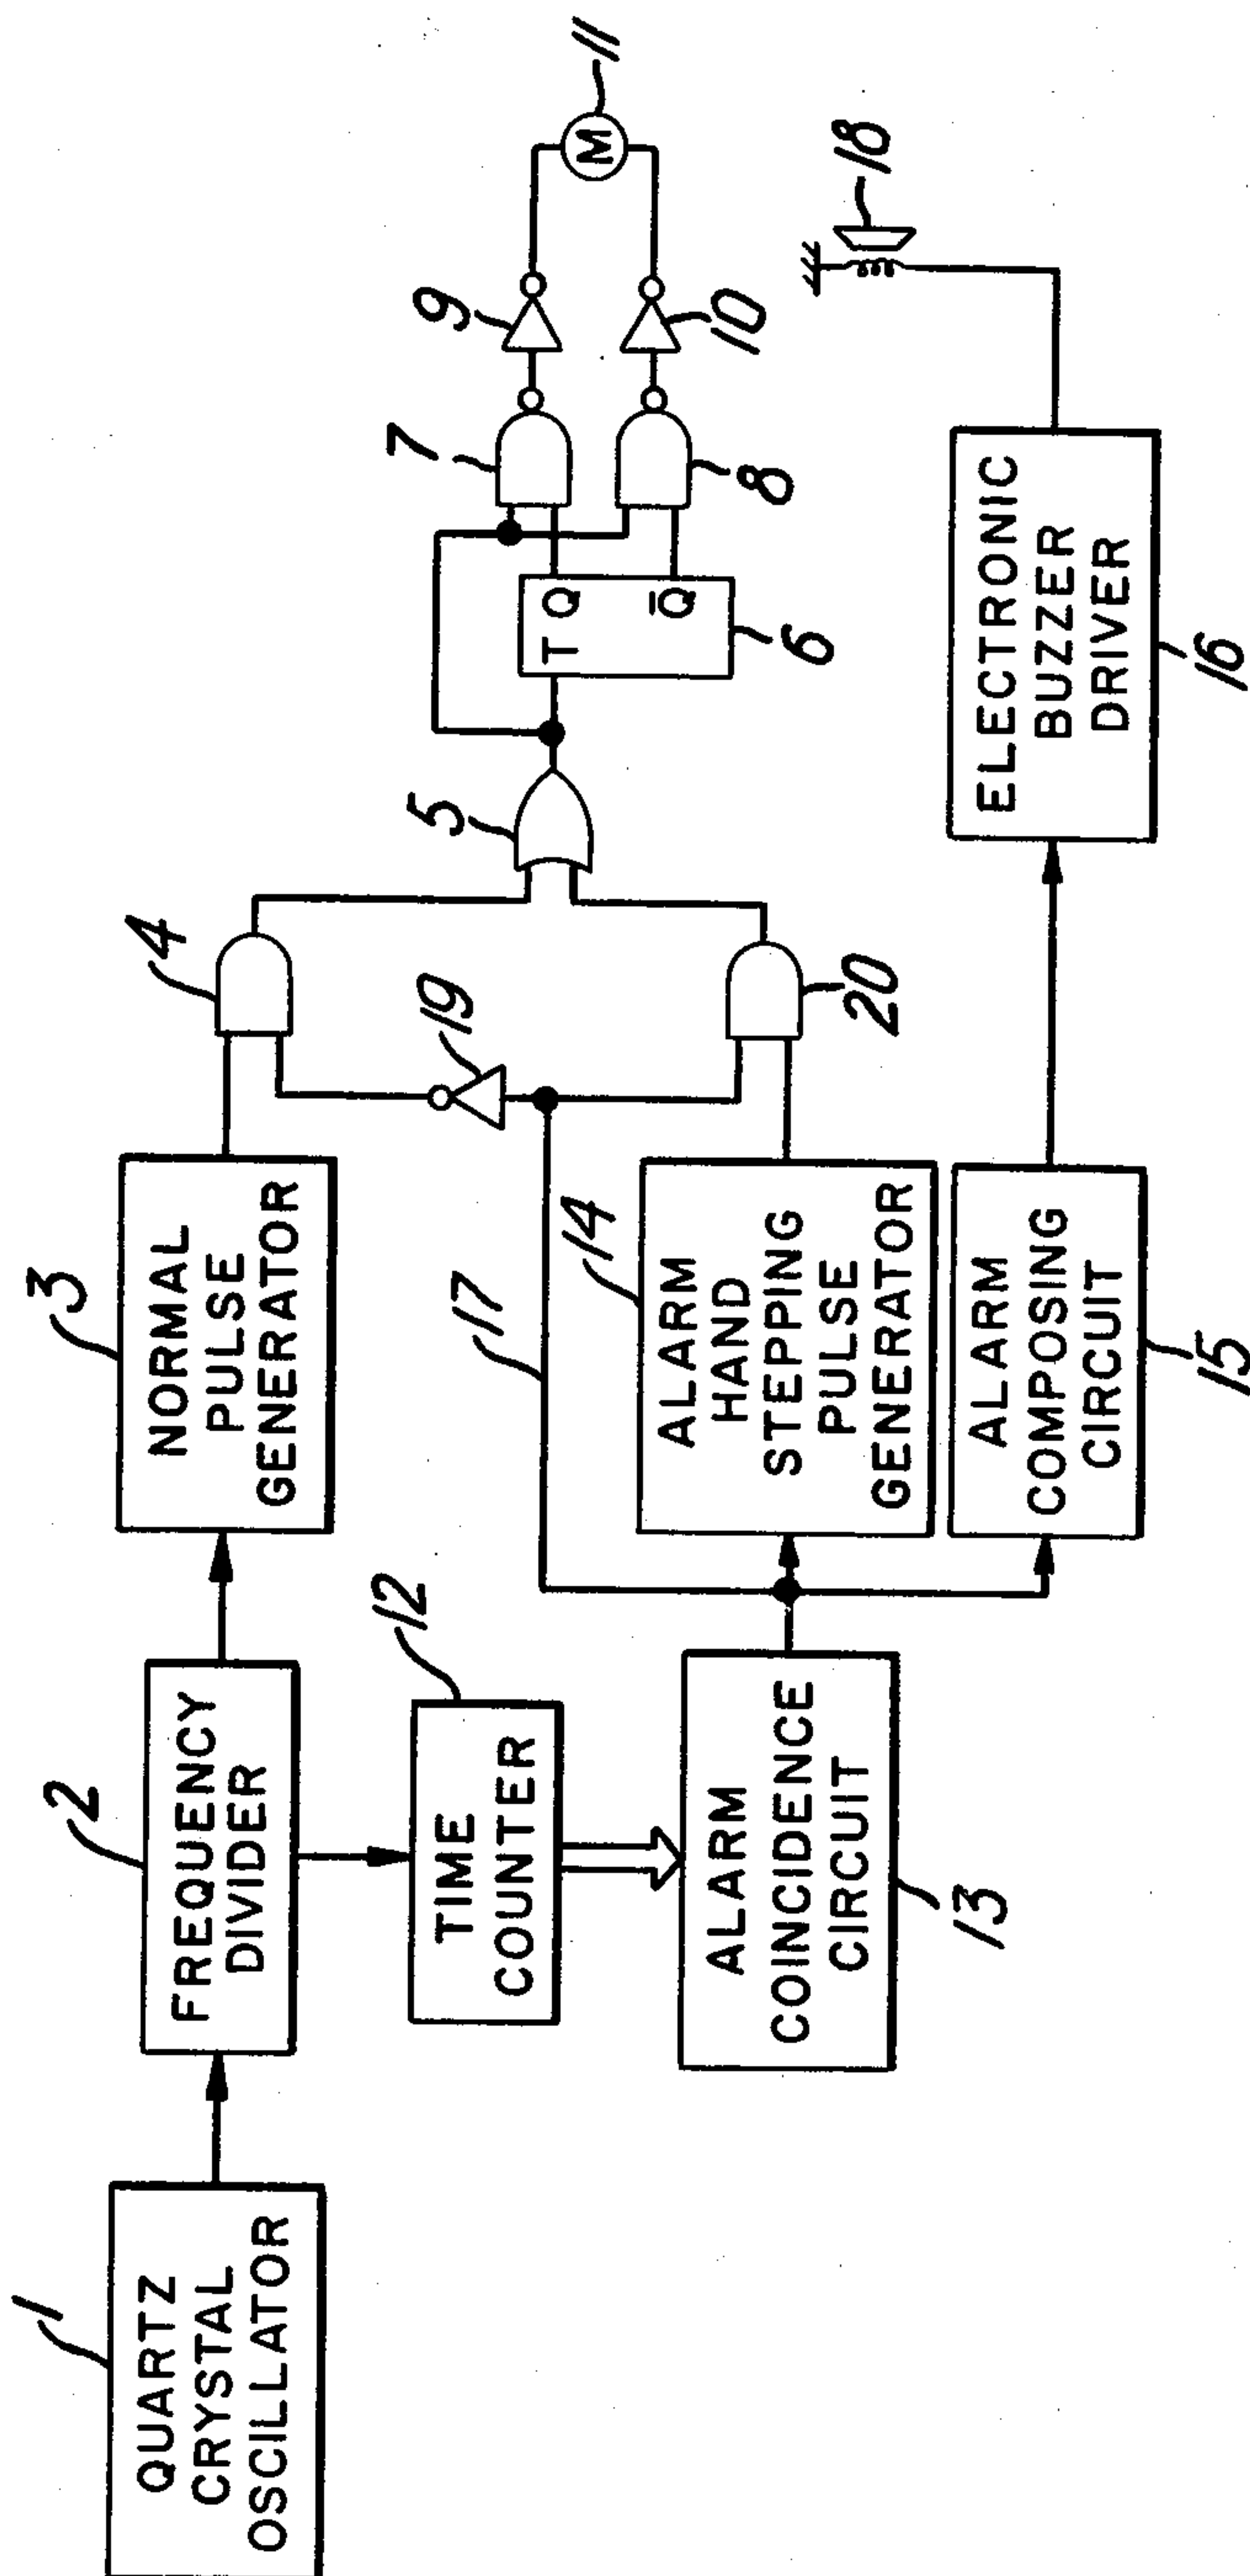 1
QUARTZ
CRYSTAL
OSCILLATOR
2
FREQUENCY
DIVIDER
3
NORMAL
PULSE
GENERATOR
4
5
T Q
Q̅
6
7
8
9
10
M
11
12
TIME
COUNTER
19
20
17
14
ALARM
COINCIDENCE
CIRCUIT
13
ALARM
HAND
STEPPING
PULSE
GENERATOR
ALARM
COMPOSING
CIRCUIT
15
ELECTRONIC
BUZZER
DRIVER
16
18